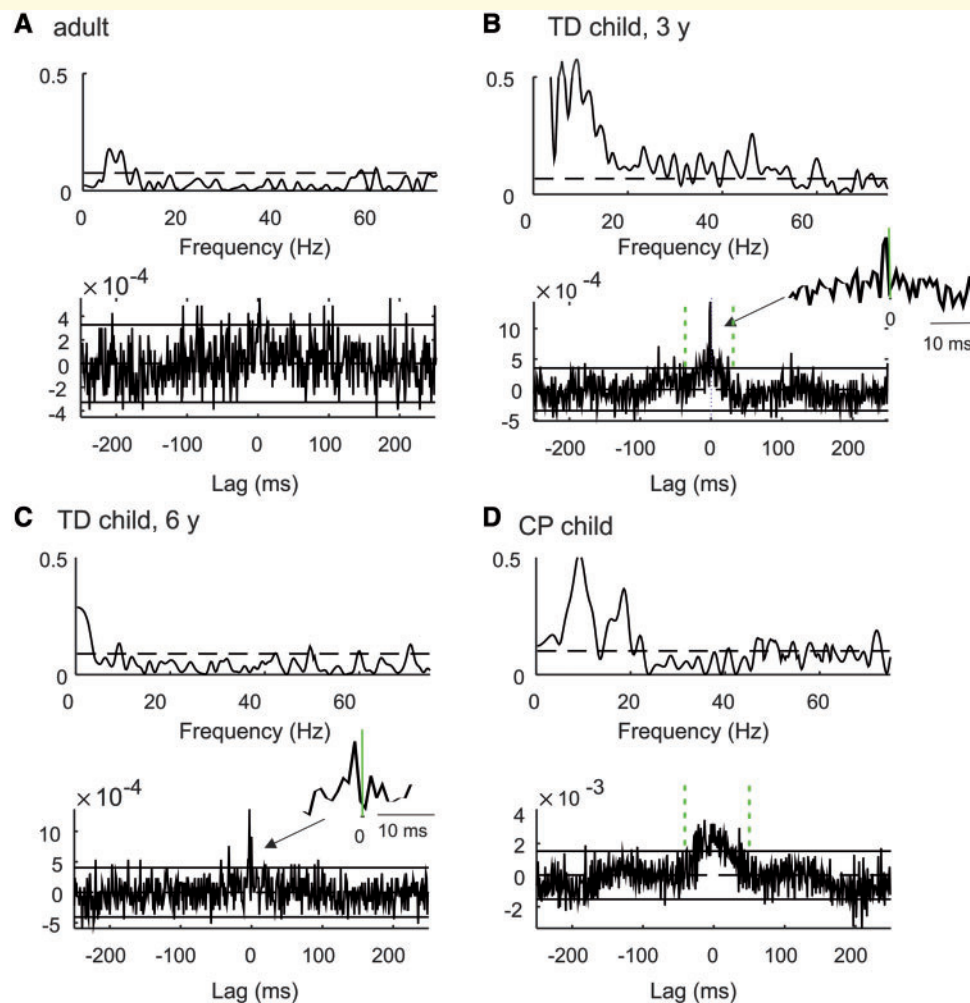 A adult
0.5
0
0 20 40 60
Frequency (Hz)
×10⁻⁴
4
2
0
-2
-4
-200 -100 0 100 200
Lag (ms)
B TD child, 3 y
0.5
0
0 20 40 60
Frequency (Hz)
×10⁻⁴
10
5
0
-5
-200 -100 0 100 200
Lag (ms)
0
10 ms
C TD child, 6 y
0.5
0
0 20 40 60
Frequency (Hz)
×10⁻⁴
10
5
0
-5
-200 -100 0 100 200
Lag (ms)
0
10 ms
D CP child
0.5
0
0 20 40 60
Frequency (Hz)
×10⁻³
4
2
0
-2
-200 -100 0 100 200
Lag (ms)